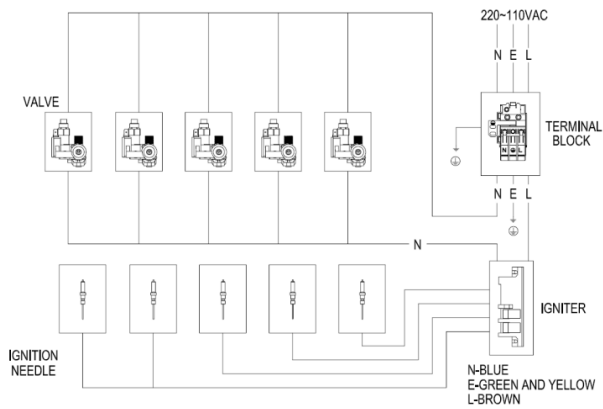 220~110VAC
N E L
VALVE
TERMINAL
BLOCK
N ⏚ L
N E L
N
IGNITER
IGNITION
NEEDLE
N-BLUE
E-GREEN AND YELLOW
L-BROWN